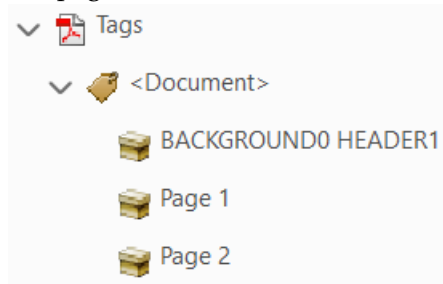 Tags
<Document>
BACKGROUND0 HEADER1
Page 1
Page 2